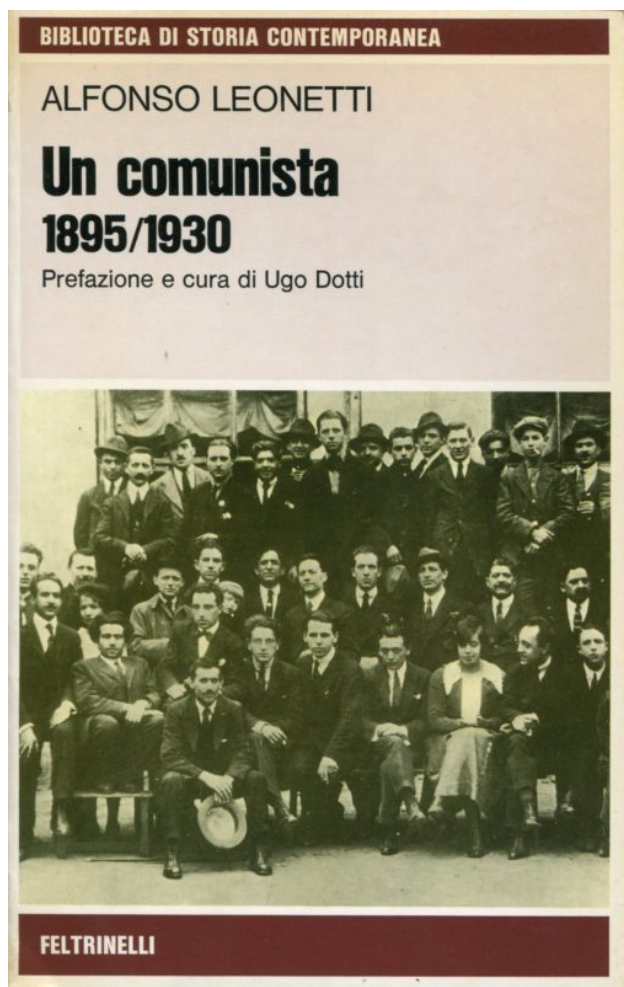 BIBLIOTECA DI STORIA CONTEMPORANEA
ALFONSO LEONETTI
Un comunista
1895/1930
Prefazione e cura di Ugo Dotti
FELTRINELLI